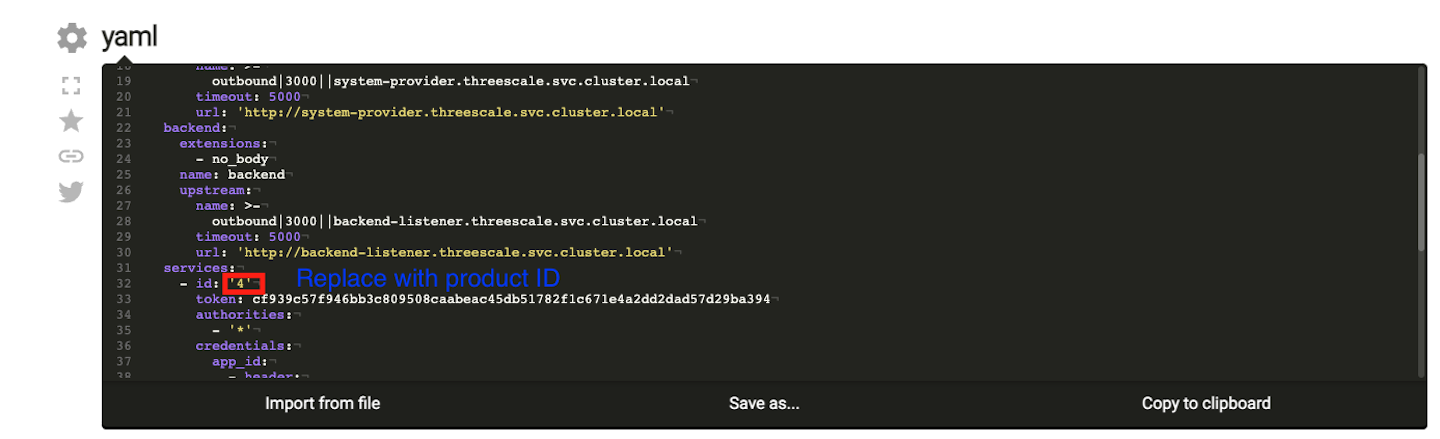 yaml
18 name: >-
19 outbound|3000||system-provider.threescale.svc.cluster.local¬
20 timeout: 5000¬
21 url: 'http://system-provider.threescale.svc.cluster.local'¬
22 backend:¬
23 extensions:¬
24 - no_body¬
25 name: backend¬
26 upstream:¬
27 name: >-¬
28 outbound|3000||backend-listener.threescale.svc.cluster.local¬
29 timeout: 5000¬
30 url: 'http://backend-listener.threescale.svc.cluster.local'¬
31 services:¬
32 - id: '4'¬ Replace with product ID
33 token: cf939c57f946bb3c809508caabeac45db51782f1c671e4a2dd2dad57d29ba394¬
34 authorities:¬
35 - '*'¬
36 credentials:¬
37 app_id:¬
38 - header:¬
Import from file Save as... Copy to clipboard